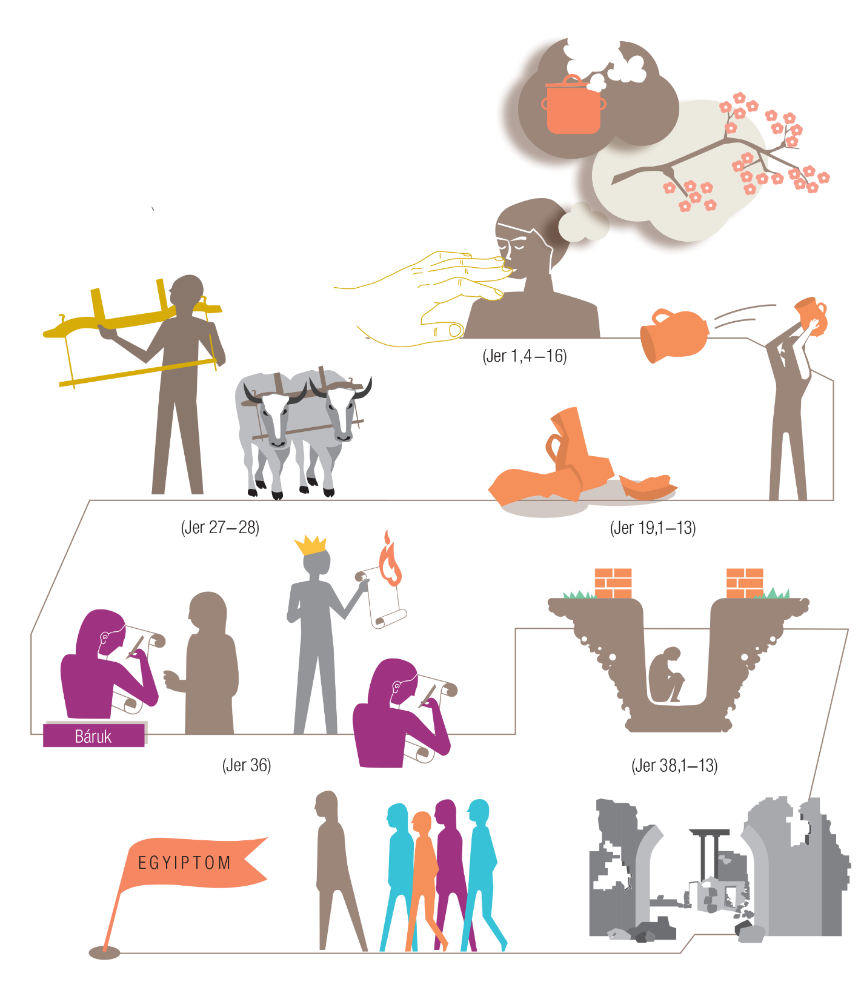 (Jer 1,4–16)
(Jer 27–28)
(Jer 19,1–13)
Báruk
(Jer 36)
(Jer 38,1–13)
EGYIPTOM